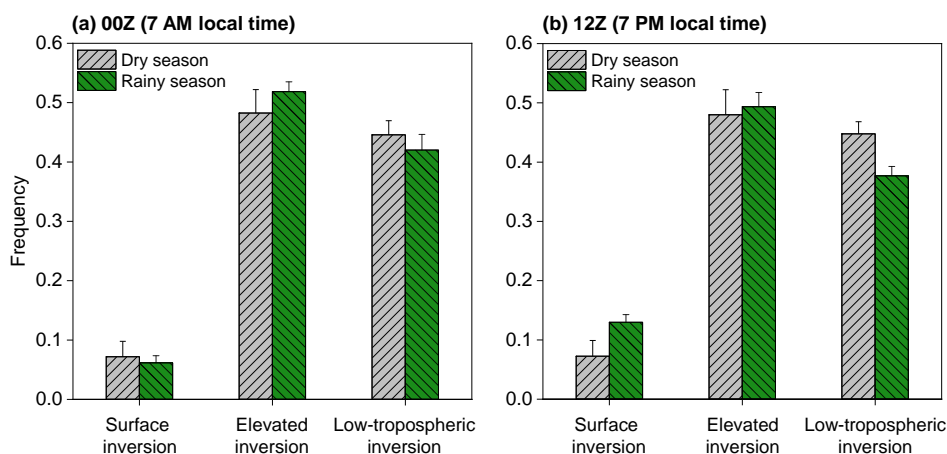 (a) 00Z (7 AM local time)
Dry season
Rainy season
Frequency
0.6
0.5
0.4
0.3
0.2
0.1
0.0
Surface inversion
Elevated inversion
Low-tropospheric inversion
(b) 12Z (7 PM local time)
Dry season
Rainy season
0.6
0.5
0.4
0.3
0.2
0.1
0.0
Surface inversion
Elevated inversion
Low-tropospheric inversion